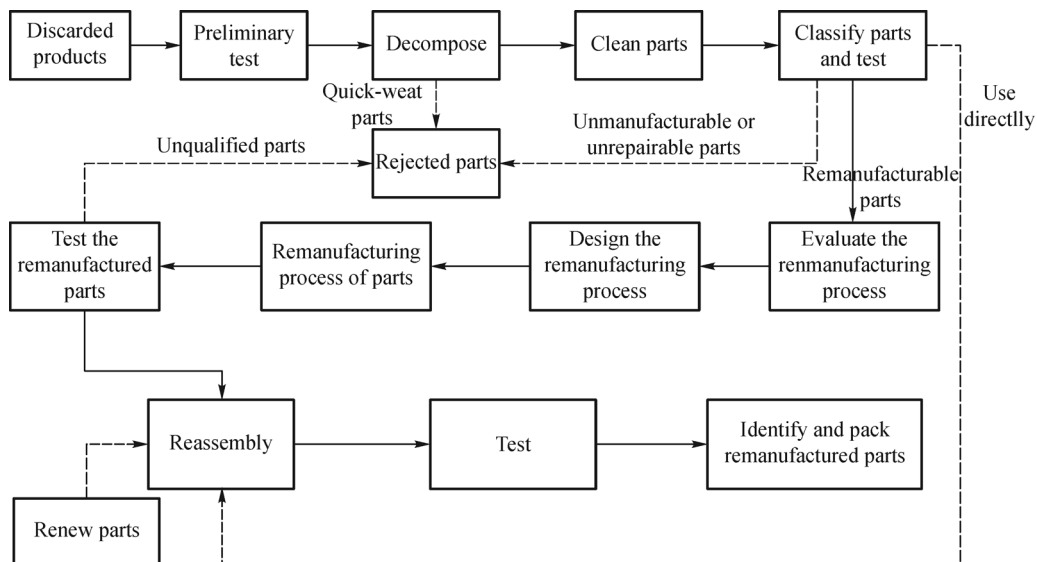 Discarded
products
Preliminary
test
Decompose
Clean parts
Classify parts
and test
Use
directlly
Quick-weat
parts
Unmanufacturable or
unrepairable parts
Unqualified parts
Rejected parts
Remanufacturable
parts
Test the
remanufactured
parts
Remanufacturing
process of parts
Design the
remanufacturing
process
Evaluate the
renmanufacturing
process
Reassembly
Test
Identify and pack
remanufactured parts
Renew parts